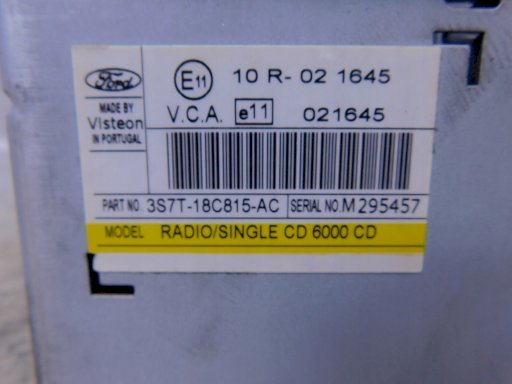 Ford
E11 10 R- 02 1645
MADE BY
Visteon
IN PORTUGAL
V.C.A. e11 021645
PART NO. 3S7T-18C815-AC SERIAL NO. M295457
MODEL RADIO/SINGLE CD 6000 CD